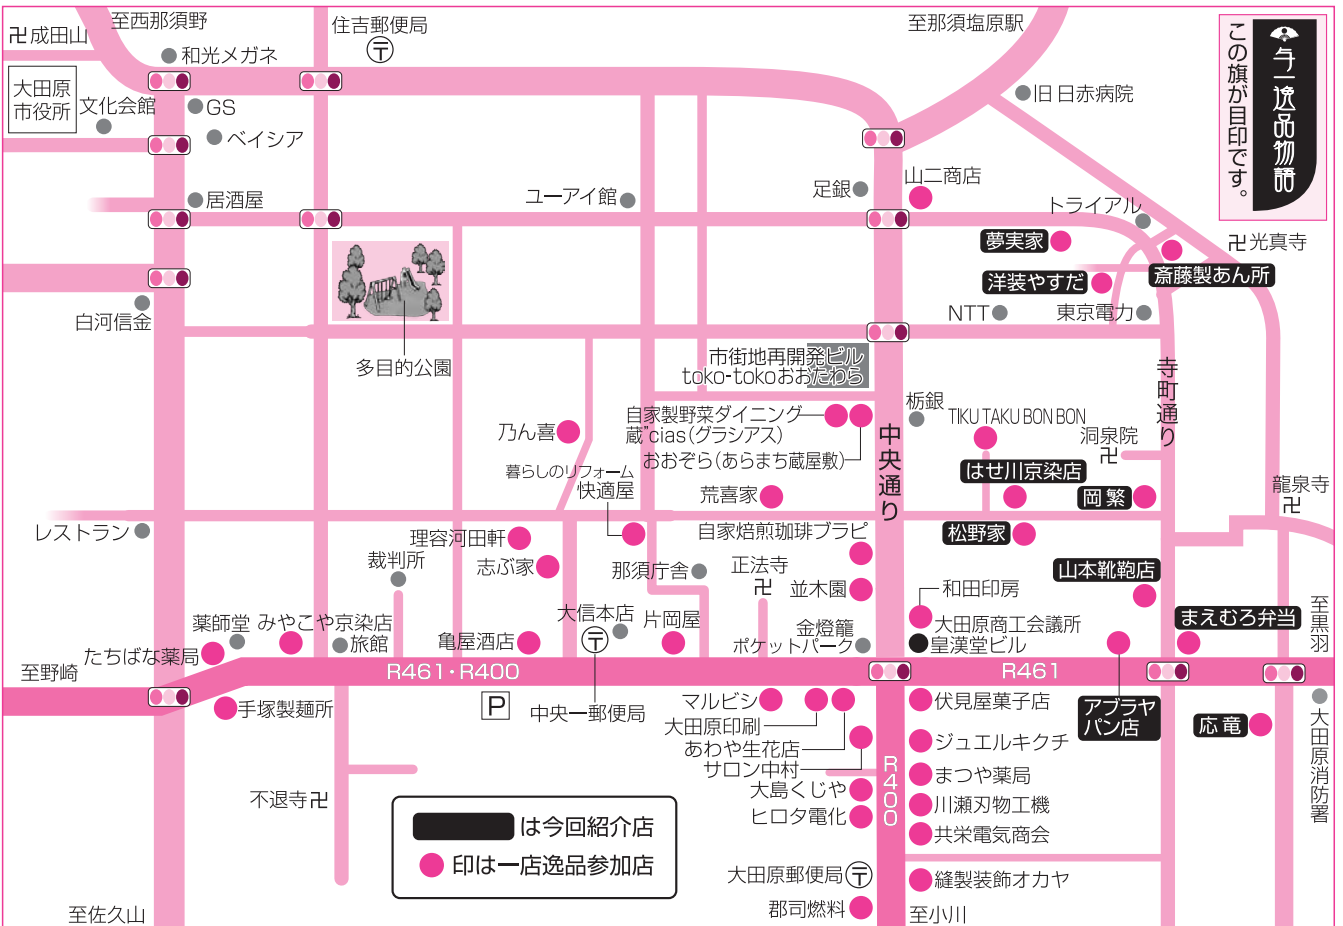 至西那須野
住吉郵便局
至那須塩原駅
卍成田山
和光メガネ
大田原
市役所
文化会館
GS
ベイシア
旧日赤病院
与一逸品物語
この旗が目印です。
居酒屋
ユーアイ館
足銀
山二商店
トライアル
夢実家
卍光真寺
洋装やすだ
斎藤製あん所
白河信金
NTT
東京電力
多目的公園
市街地再開発ビル
toko-tokoおおたわら
寺町通り
栃銀
TIKU TAKU BON BON
自家製野菜ダイニング
蔵"cias(グラシアス)
おおぞら(あらまち蔵屋敷)
乃ん喜
中央通り
洞泉院
卍
暮らしのリフォーム
快適屋
はせ川京染店
荒喜家
岡繁
龍泉寺
卍
レストラン
理容河田軒
自家焙煎珈琲ブラピ
松野家
裁判所
志ぶ家
那須庁舎
正法寺
卍
並木園
山本靴鞄店
和田印房
薬師堂
みやこや京染店
旅館
大信本店
片岡屋
金燈籠
ポケットパーク
大田原商工会議所
皇漢堂ビル
まえむろ弁当
至黒羽
たちばな薬局
亀屋酒店
至野崎
R461・R400
R461
手塚製麺所
P
中央一郵便局
マルビシ
大田原印刷
あわや生花店
サロン中村
伏見屋菓子店
アブラヤ
パン店
応竜
大田原消防署
ジュエルキクチ
R400
大島くじや
まつや薬局
不退寺卍
ヒロタ電化
川瀬刃物工機
は今回紹介店
共栄電気商会
印は一店逸品参加店
大田原郵便局
縫製装飾オカヤ
郡司燃料
至佐久山
至小川